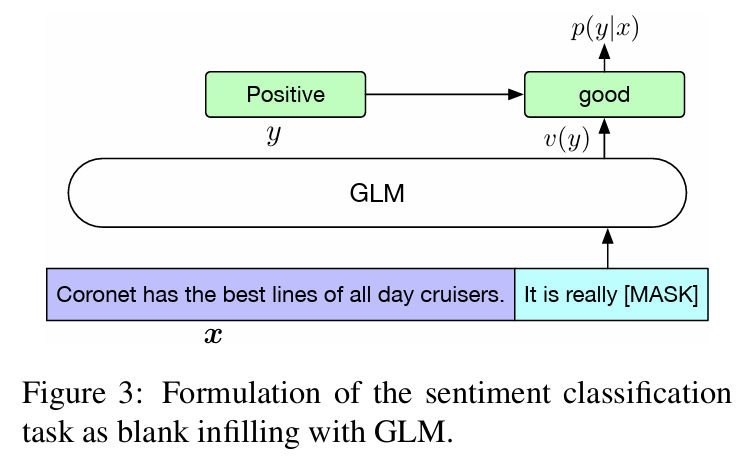 p(y|x)
Positive
good
y
v(y)
GLM
Coronet has the best lines of all day cruisers.
It is really [MASK]
x
Figure 3: Formulation of the sentiment classification
task as blank infilling with GLM.